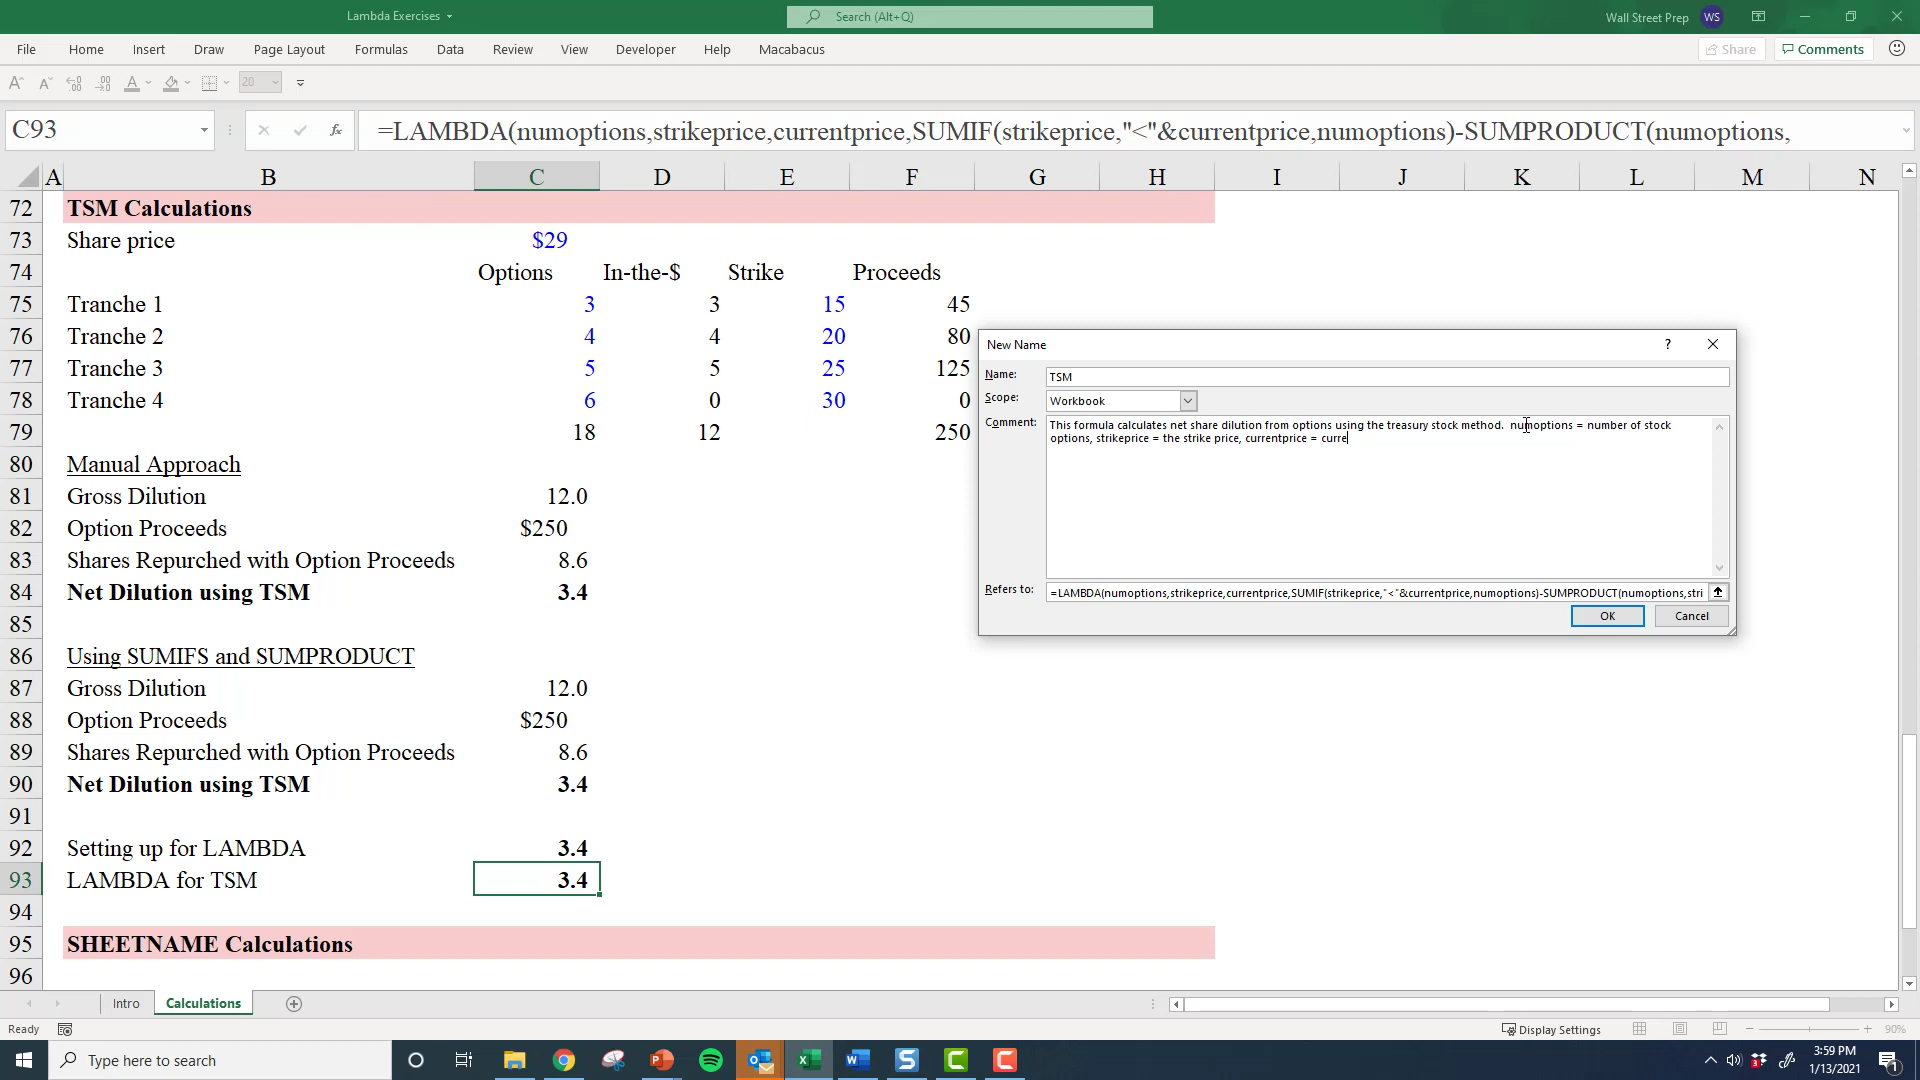 Lambda Exercises
Search (Alt+Q)
Wall Street Prep WS
File Home Insert Draw Page Layout Formulas Data Review View Developer Help Macabacus Share Comments
20
C93 fx =LAMBDA(numoptions,strikeprice,currentprice,SUMIF(strikeprice,"<"&currentprice,numoptions)-SUMPRODUCT(numoptions,
A B C D E F G H I J K L M N
72 TSM Calculations
73 Share price $29
74 Options In-the-$ Strike Proceeds
75 Tranche 1 3 3 15 45
76 Tranche 2 4 4 20 80
77 Tranche 3 5 5 25 125
78 Tranche 4 6 0 30 0
79 18 12 250
80 Manual Approach
81 Gross Dilution 12.0
82 Option Proceeds $250
83 Shares Repurchased with Option Proceeds 8.6
84 Net Dilution using TSM 3.4
85
86 Using SUMIFS and SUMPRODUCT
87 Gross Dilution 12.0
88 Option Proceeds $250
89 Shares Repurchased with Option Proceeds 8.6
90 Net Dilution using TSM 3.4
91
92 Setting up for LAMBDA 3.4
93 LAMBDA for TSM 3.4
94
95 SHEETNAME Calculations
96
New Name ?
Name: TSM
Scope: Workbook
Comment: This formula calculates net share dilution from options using the treasury stock method. numoptions = number of stock
options, strikeprice = the strike price, currentprice = curre
Refers to: =LAMBDA(numoptions,strikeprice,currentprice,SUMIF(strikeprice,"<"&currentprice,numoptions)-SUMPRODUCT(numoptions,stri
OK Cancel
Intro Calculations
Ready Display Settings 90%
Type here to search
3:59 PM
1/13/2021